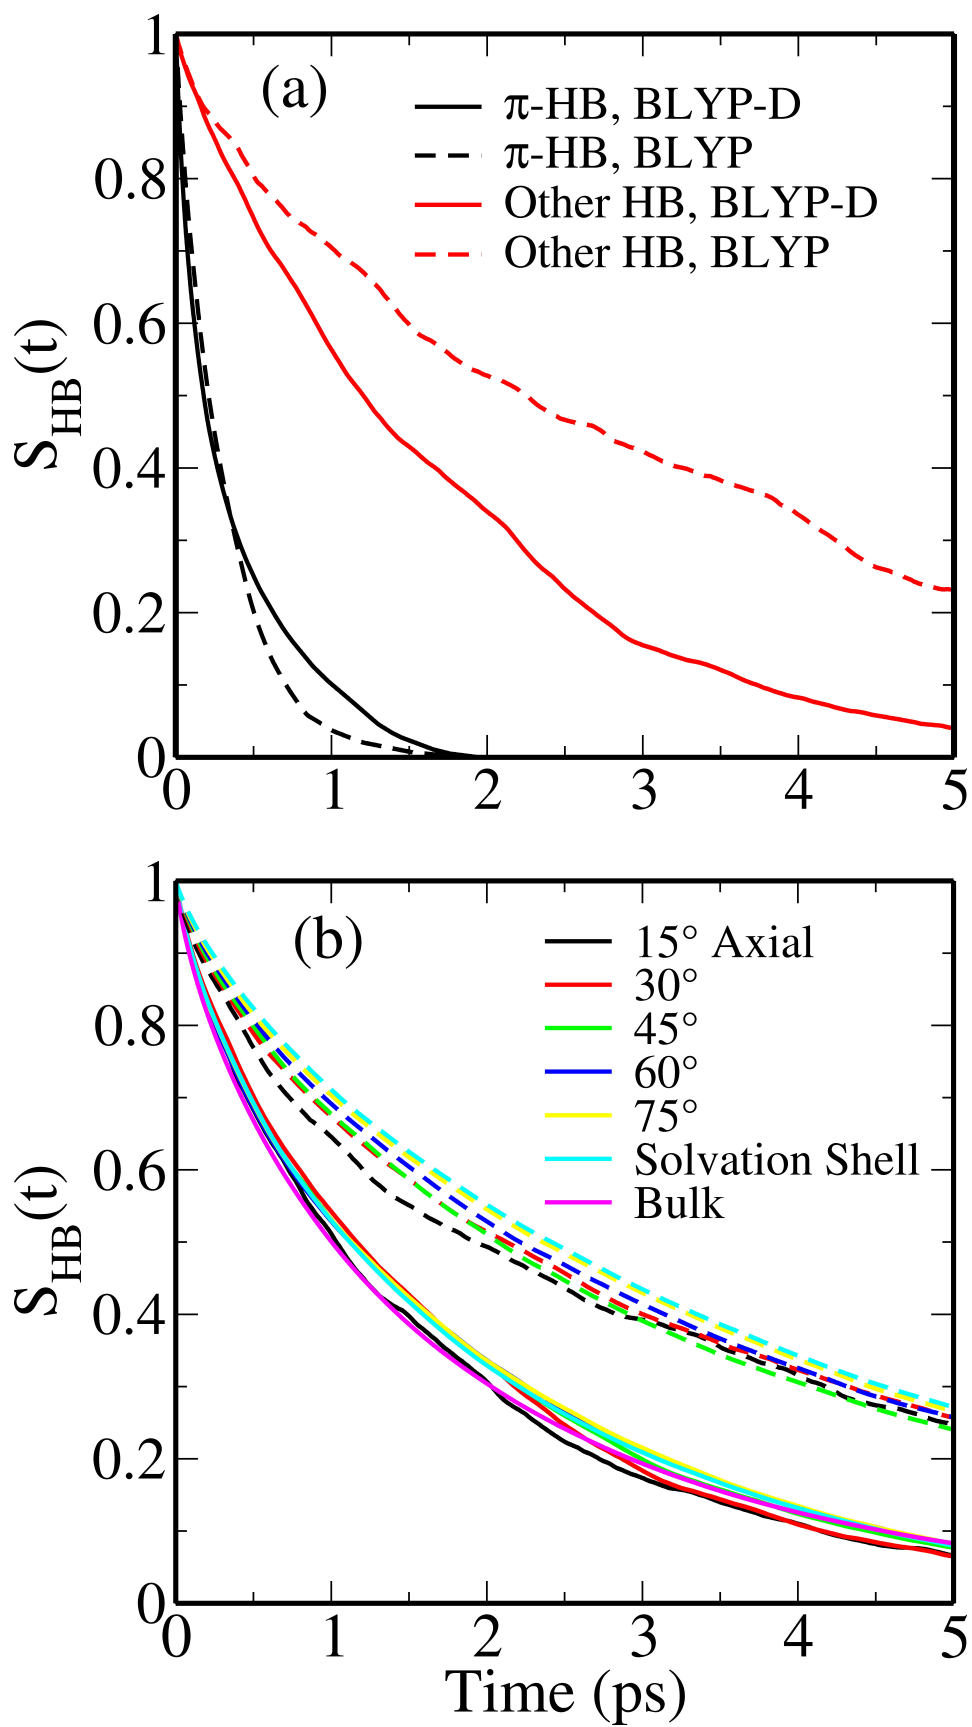 (a)
π-HB, BLYP-D
π-HB, BLYP
Other HB, BLYP-D
Other HB, BLYP
1
0.8
0.6
0.4
0.2
0
S_HB(t)
0 1 2 3 4 5
(b)
15° Axial
30°
45°
60°
75°
Solvation Shell
Bulk
1
0.8
0.6
0.4
0.2
0
S_HB(t)
0 1 2 3 4 5
Time (ps)